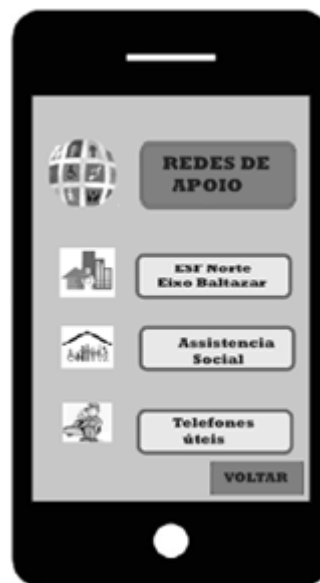 REDES DE
APOIO
ESF Norte
Eixo Baltazar
Assistencia
Social
Telefones
úteis
VOLTAR